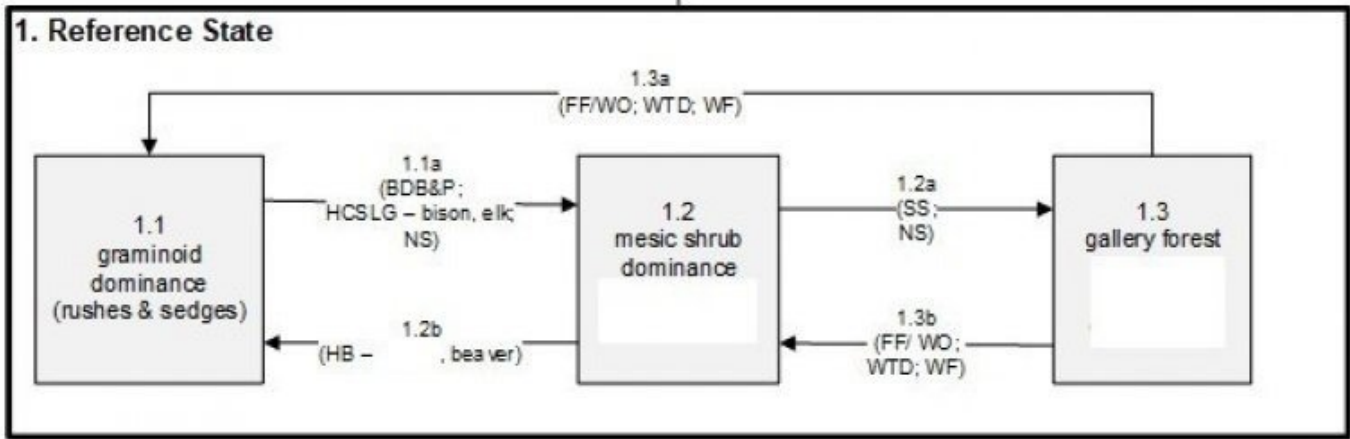 1. Reference State
1.3a
(FF/WO; WTD; WF)
1.1
graminoid
dominance
(rushes & sedges)
1.1a
(BDB&P;
HCSLG – bison, elk;
NS)
1.2b
(HB – , beaver)
1.2
mesic shrub
dominance
1.2a
(SS;
NS)
1.3b
(FF/ WO;
WTD; WF)
1.3
gallery forest